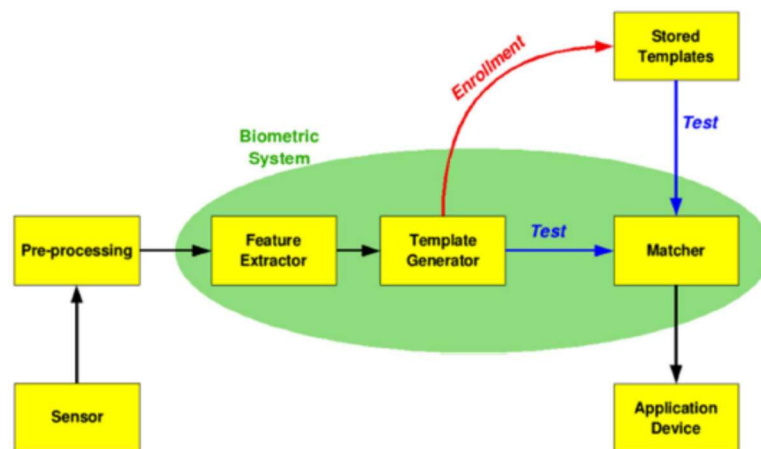 Stored
Templates
Enrollment
Test
Biometric
System
Pre-processing
Feature
Extractor
Template
Generator
Test
Matcher
Sensor
Application
Device